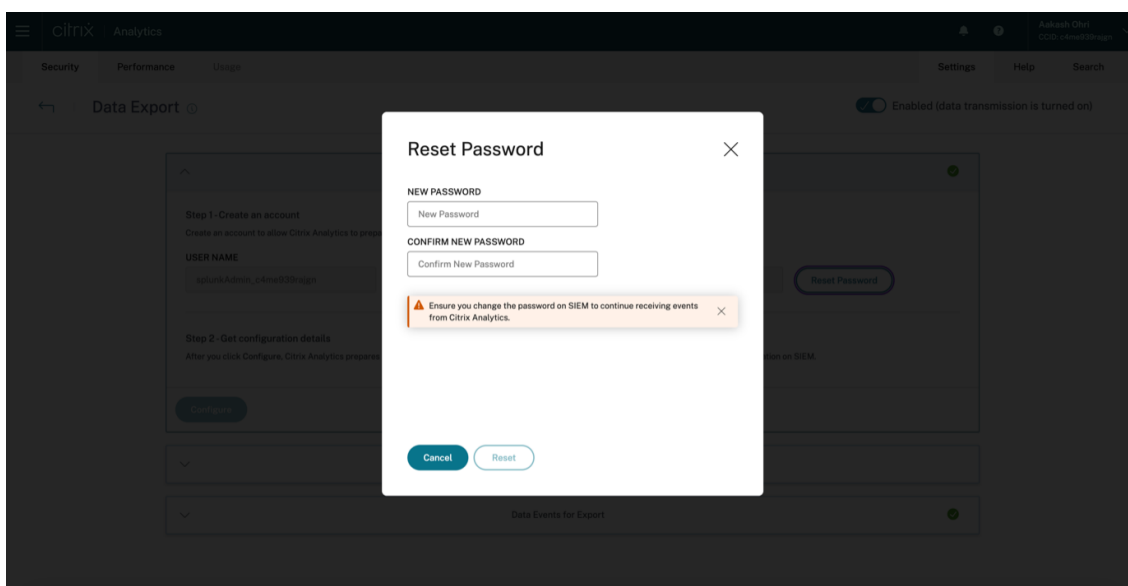 citrix Analytics
Aakash Ohri
Security Performance Usage Settings Help Search
Data Export
Enabled (data transmission is turned on)
Reset Password
NEW PASSWORD
New Password
CONFIRM NEW PASSWORD
Confirm New Password
Ensure you change the password on SIEM to continue receiving events
from Citrix Analytics.
Cancel Reset
Step 1 - Create an account
Create an account to allow Citrix Analytics to prepa
USER NAME
Reset Password
Step 2 - Get configuration details
After you click Configure, Citrix Analytics prepares
ation on SIEM.
Configure
Data Events for Export